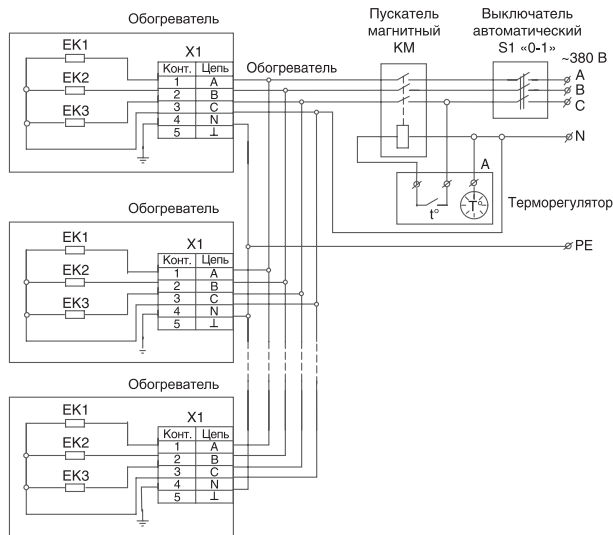 Обогреватель
EK1
EK2
EK3
X1
Конт. Цепь
1 A
2 B
3 C
4 N
5 ⊥
Обогреватель
Пускатель
магнитный
КМ
Выключатель
автоматический
S1 «0-1»
~380 В
A
B
C
N
A
t°
T°
Терморегулятор
PE
Обогреватель
EK1
EK2
EK3
X1
Конт. Цепь
1 A
2 B
3 C
4 N
5 ⊥
Обогреватель
EK1
EK2
EK3
X1
Конт. Цепь
1 A
2 B
3 C
4 N
5 ⊥